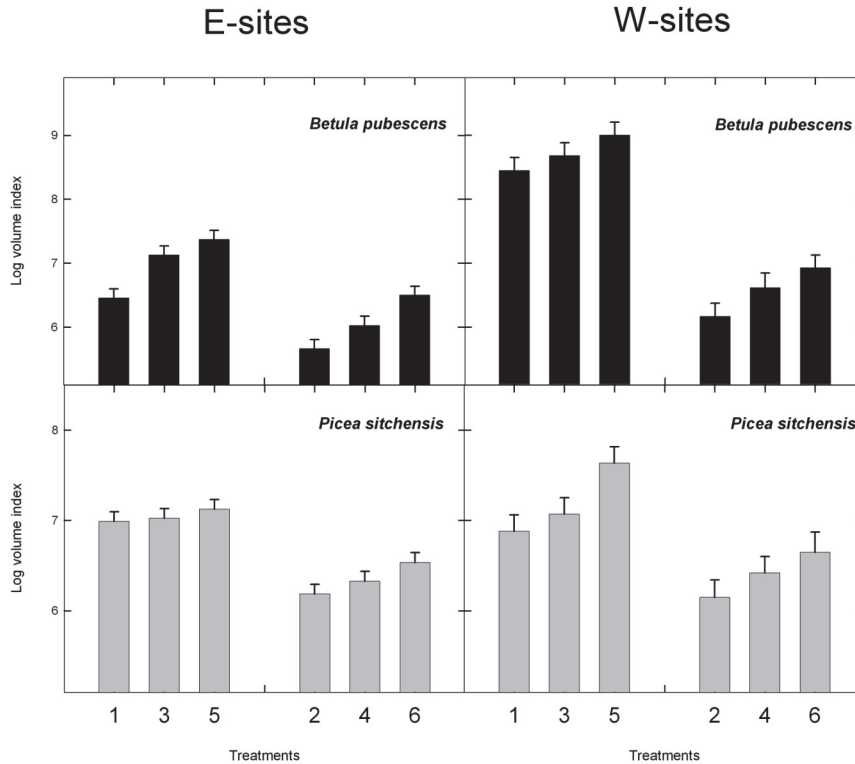 E-sites W-sites
Betula pubescens Betula pubescens
9
8
7
6
Log volume index
Picea sitchensis Picea sitchensis
8
7
6
Log volume index
1 3 5 2 4 6 1 3 5 2 4 6
Treatments Treatments